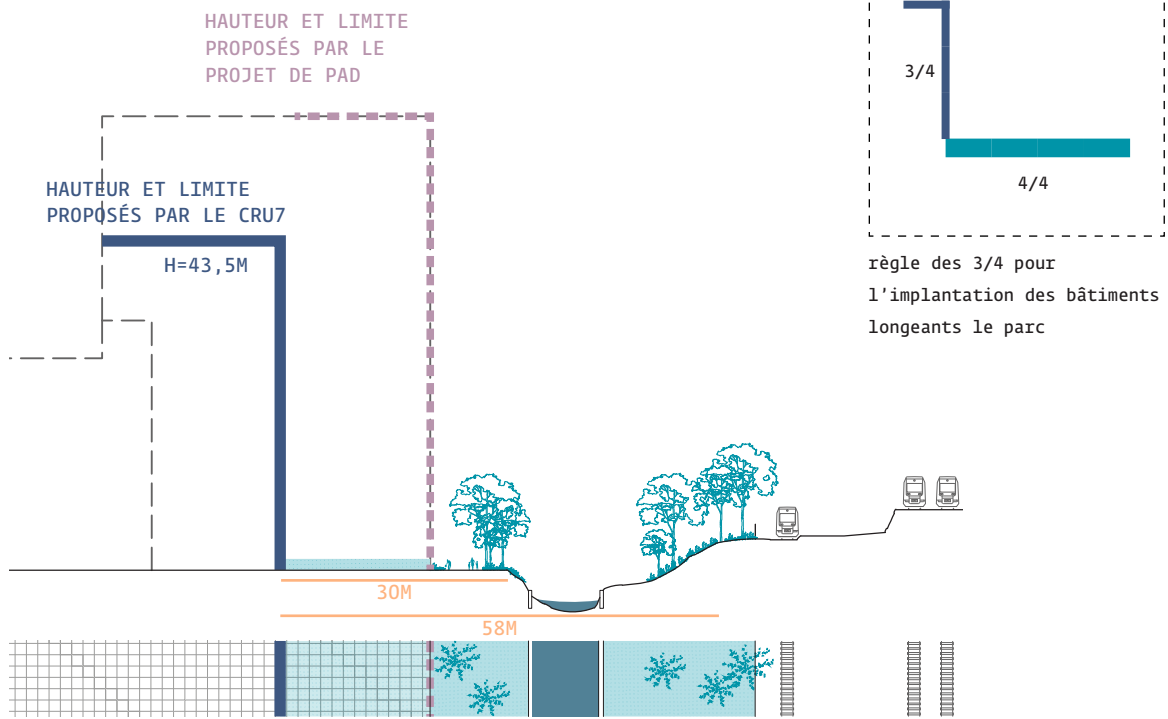 HAUTEUR ET LIMITE
PROPOSÉS PAR LE
PROJET DE PAD
HAUTEUR ET LIMITE
PROPOSÉS PAR LE CRU7
H=43,5M
30M
58M
3/4
4/4
règle des 3/4 pour
l'implantation des bâtiments
longeants le parc